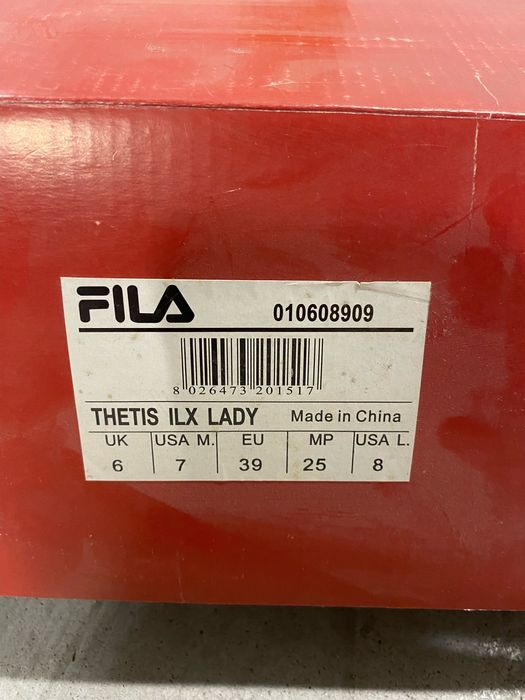 FILA 010608909
8 026473 201517
THETIS ILX LADY Made in China
UK USA M. EU MP USA L.
6 7 39 25 8